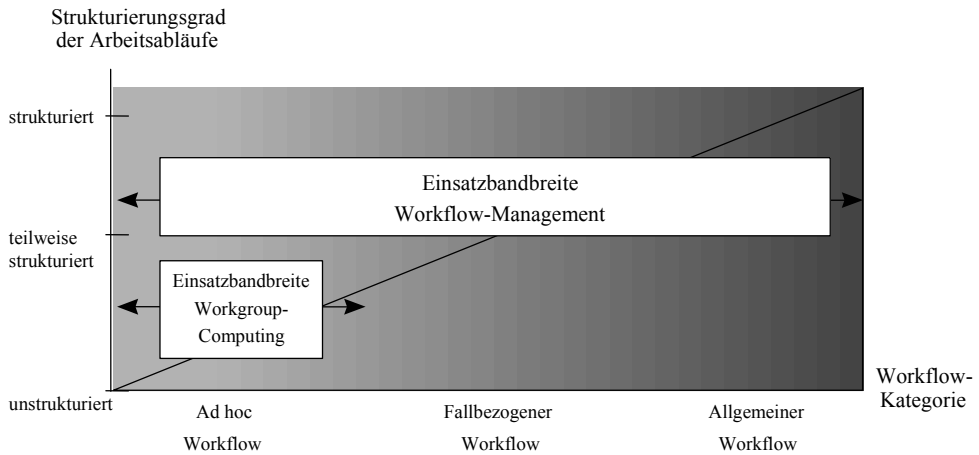 Strukturierungsgrad
der Arbeitsabläufe
strukturiert
Einsatzbandbreite
Workflow-Management
teilweise
strukturiert
Einsatzbandbreite
Workgroup-
Computing
unstrukturiert
Workflow-
Kategorie
Ad hoc
Workflow
Fallbezogener
Workflow
Allgemeiner
Workflow